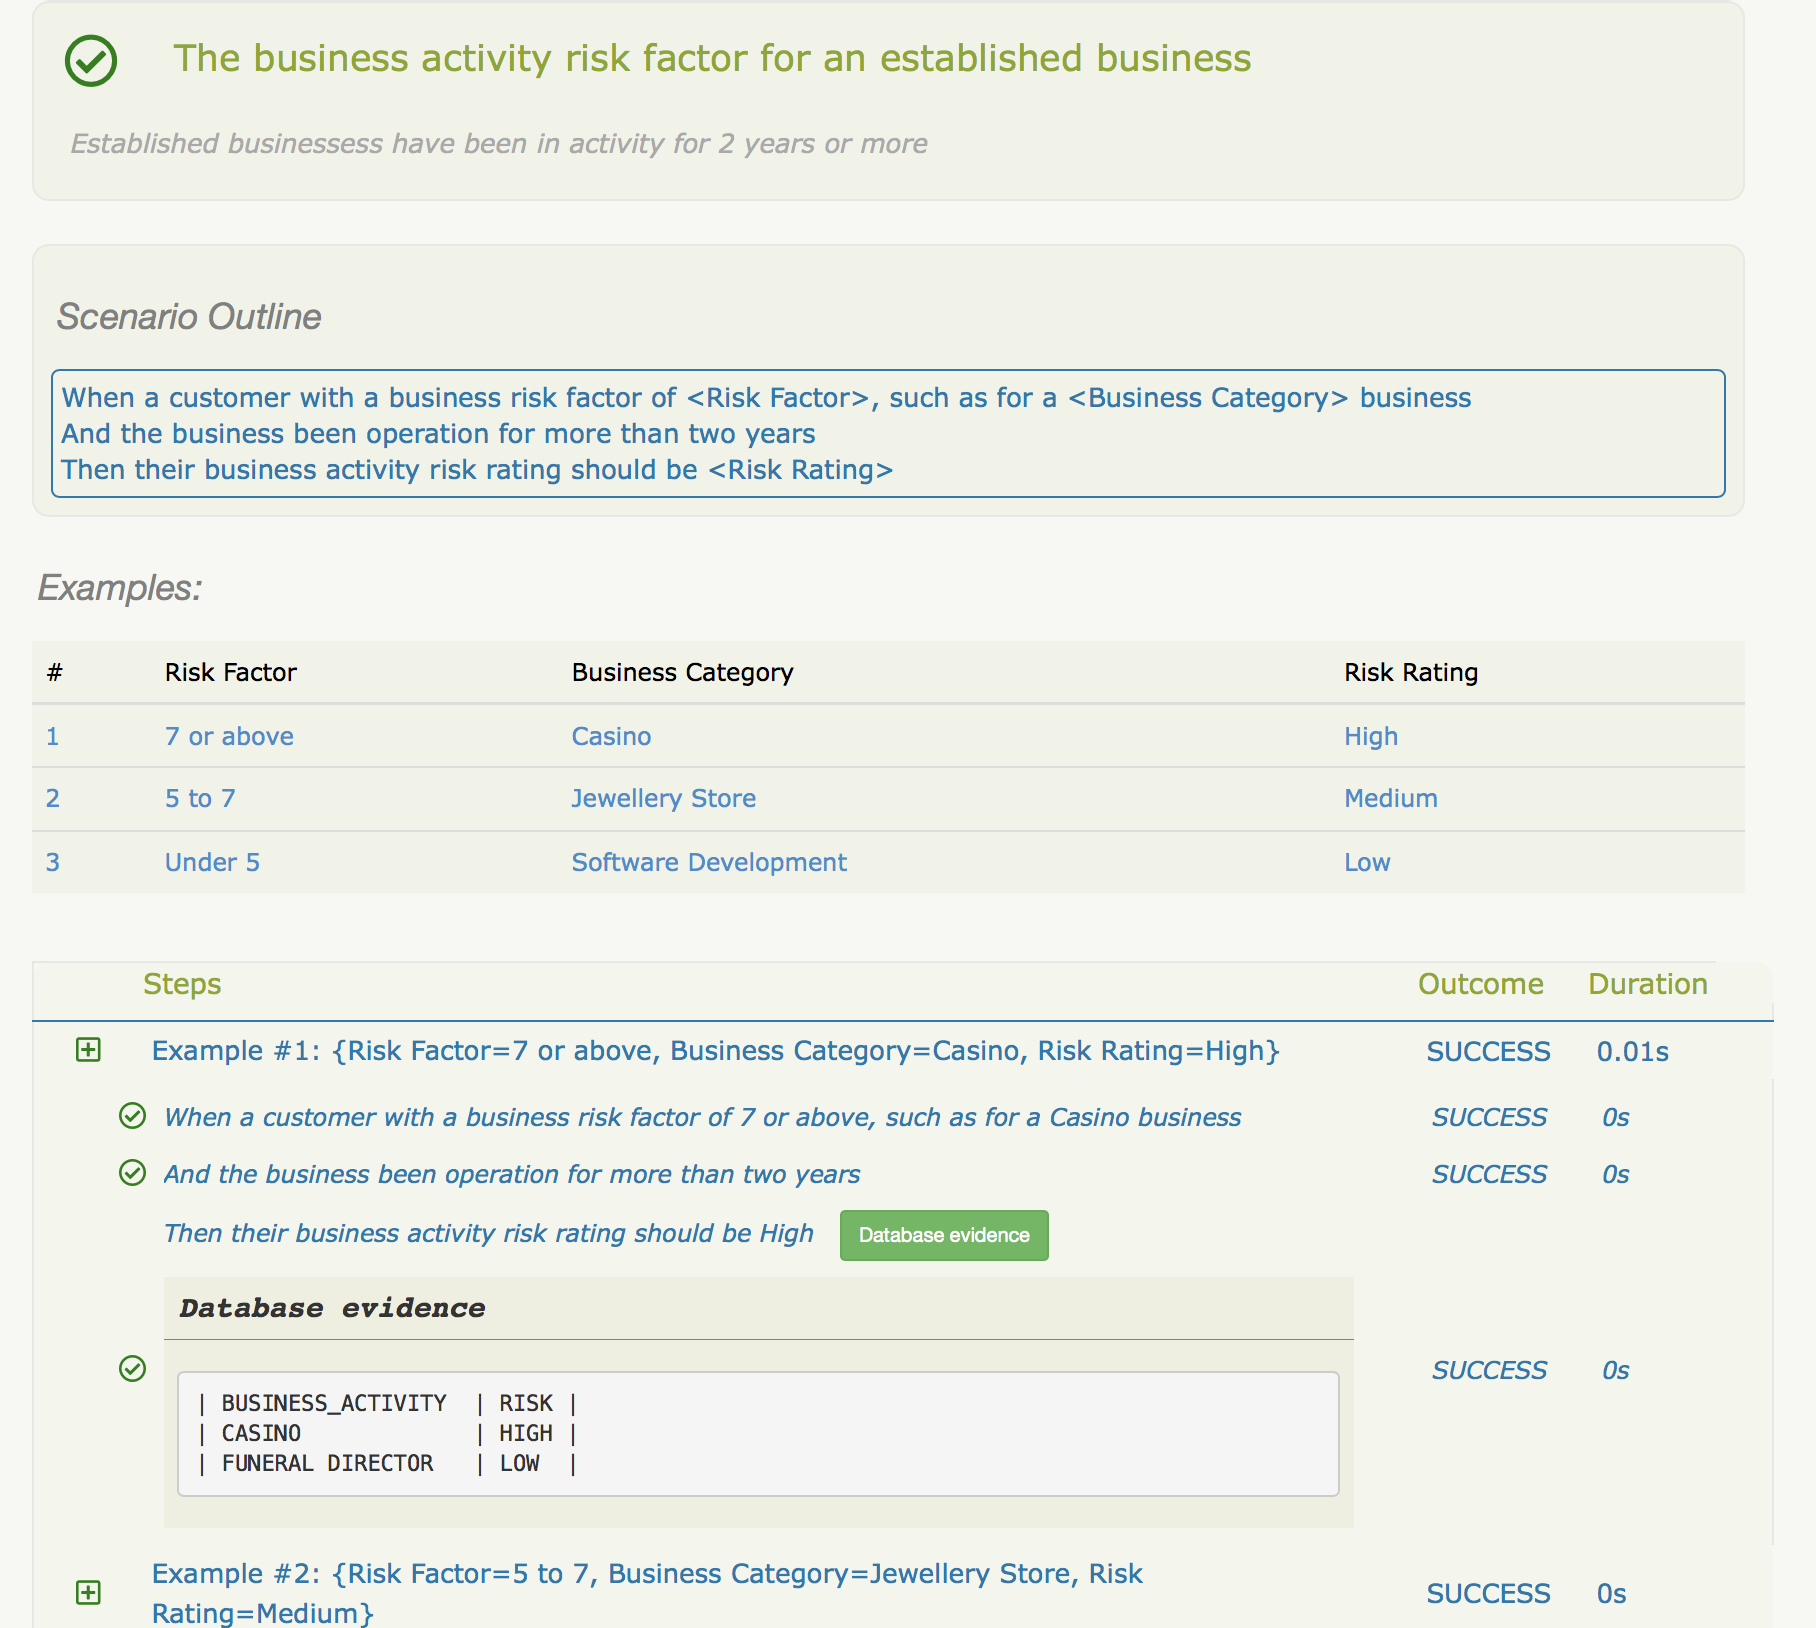 The business activity risk factor for an established business
Established businessess have been in activity for 2 years or more
Scenario Outline
When a customer with a business risk factor of <Risk Factor>, such as for a <Business Category> business
And the business been operation for more than two years
Then their business activity risk rating should be <Risk Rating>
Examples:
# Risk Factor Business Category Risk Rating
1 7 or above Casino High
2 5 to 7 Jewellery Store Medium
3 Under 5 Software Development Low
Steps Outcome Duration
Example #1: {Risk Factor=7 or above, Business Category=Casino, Risk Rating=High} SUCCESS 0.01s
When a customer with a business risk factor of 7 or above, such as for a Casino business SUCCESS 0s
And the business been operation for more than two years SUCCESS 0s
Then their business activity risk rating should be High Database evidence
Database evidence
SUCCESS 0s
| BUSINESS_ACTIVITY | RISK |
| CASINO | HIGH |
| FUNERAL DIRECTOR | LOW |
Example #2: {Risk Factor=5 to 7, Business Category=Jewellery Store, Risk
Rating=Medium} SUCCESS 0s